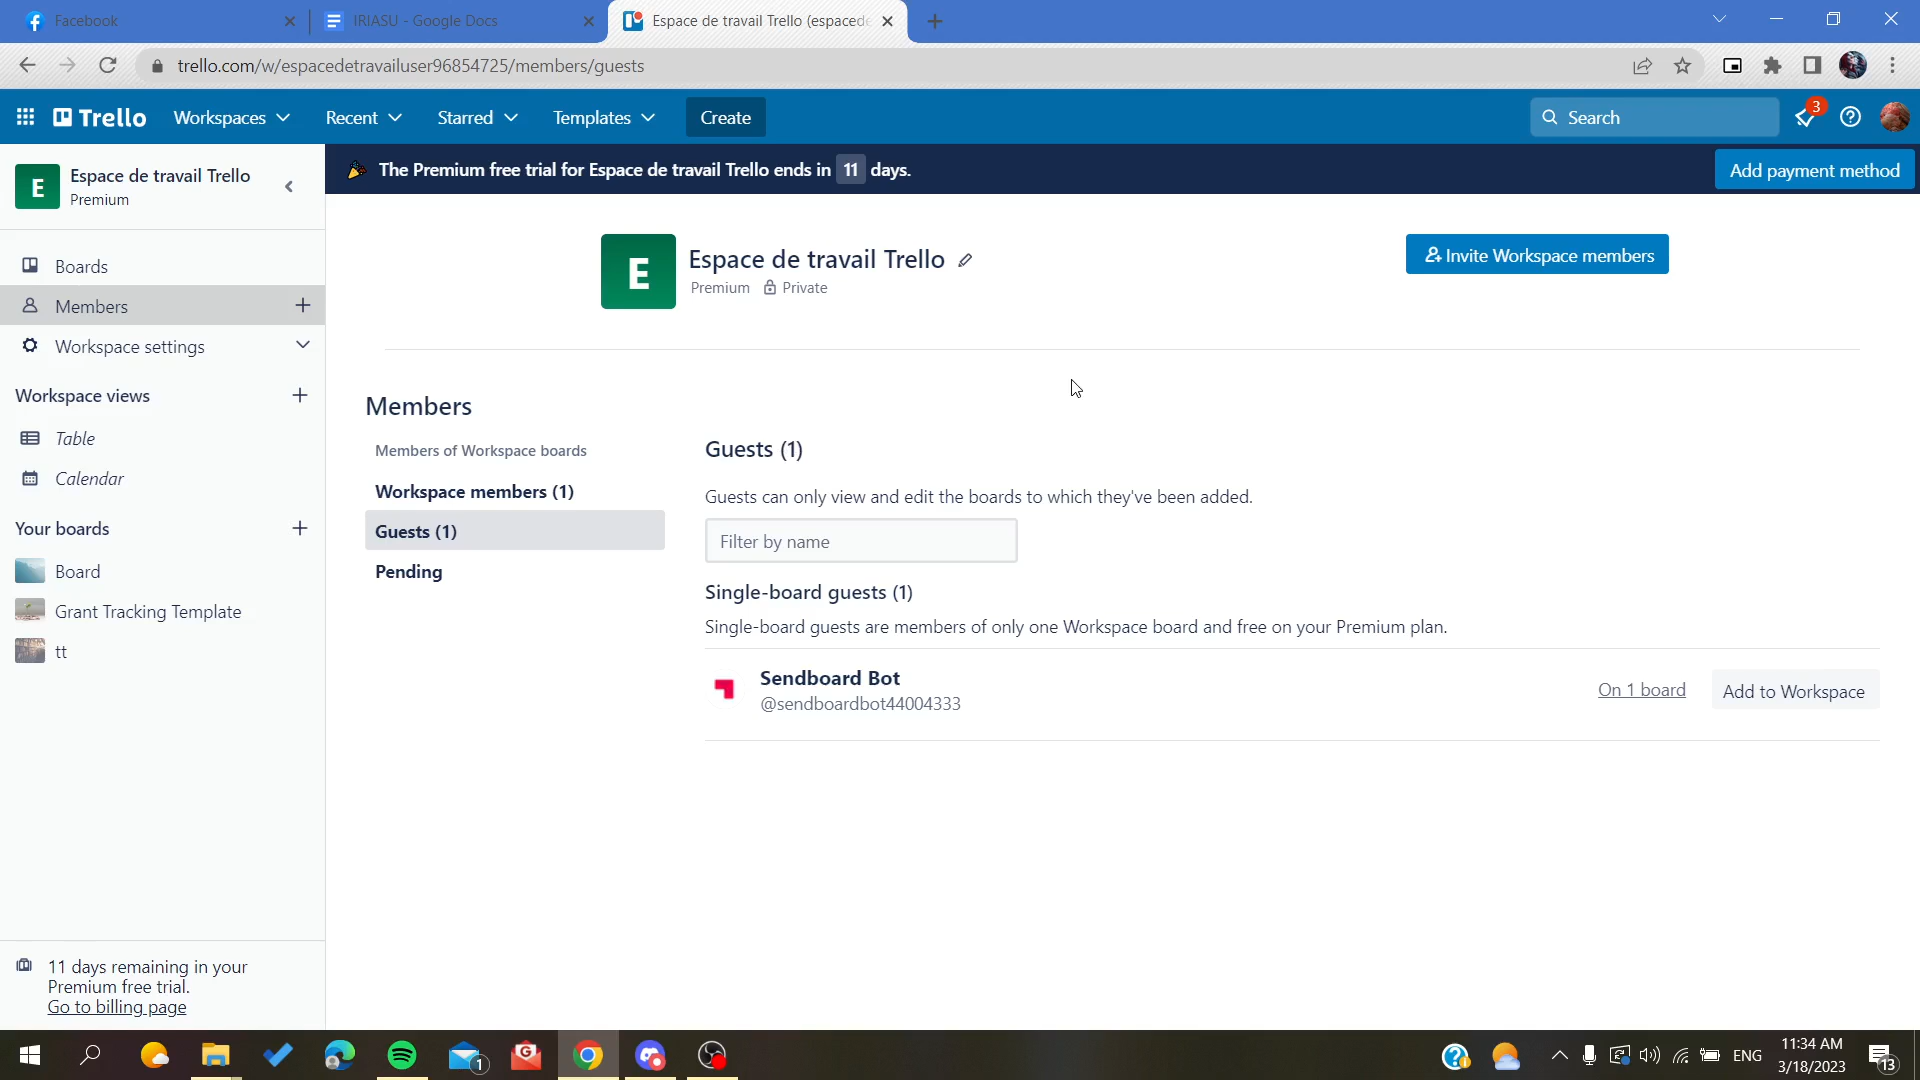 Facebook
IRIASU - Google Docs
Espace de travail Trello (espacede
trello.com/w/espacedetravailuser96854725/members/guests
Trello
Workspaces
Recent
Starred
Templates
Create
Search
3
E
Espace de travail Trello
Premium
The Premium free trial for Espace de travail Trello ends in 11 days.
Add payment method
Boards
Members
Workspace settings
Workspace views
Table
Calendar
Your boards
Board
Grant Tracking Template
tt
11 days remaining in your
Premium free trial.
Go to billing page
E
Espace de travail Trello
Premium
Private
Invite Workspace members
Members
Members of Workspace boards
Workspace members (1)
Guests (1)
Pending
Guests (1)
Guests can only view and edit the boards to which they've been added.
Filter by name
Single-board guests (1)
Single-board guests are members of only one Workspace board and free on your Premium plan.
Sendboard Bot
@sendboardbot44004333
On 1 board
Add to Workspace
1
G
ENG
11:34 AM
3/18/2023
13